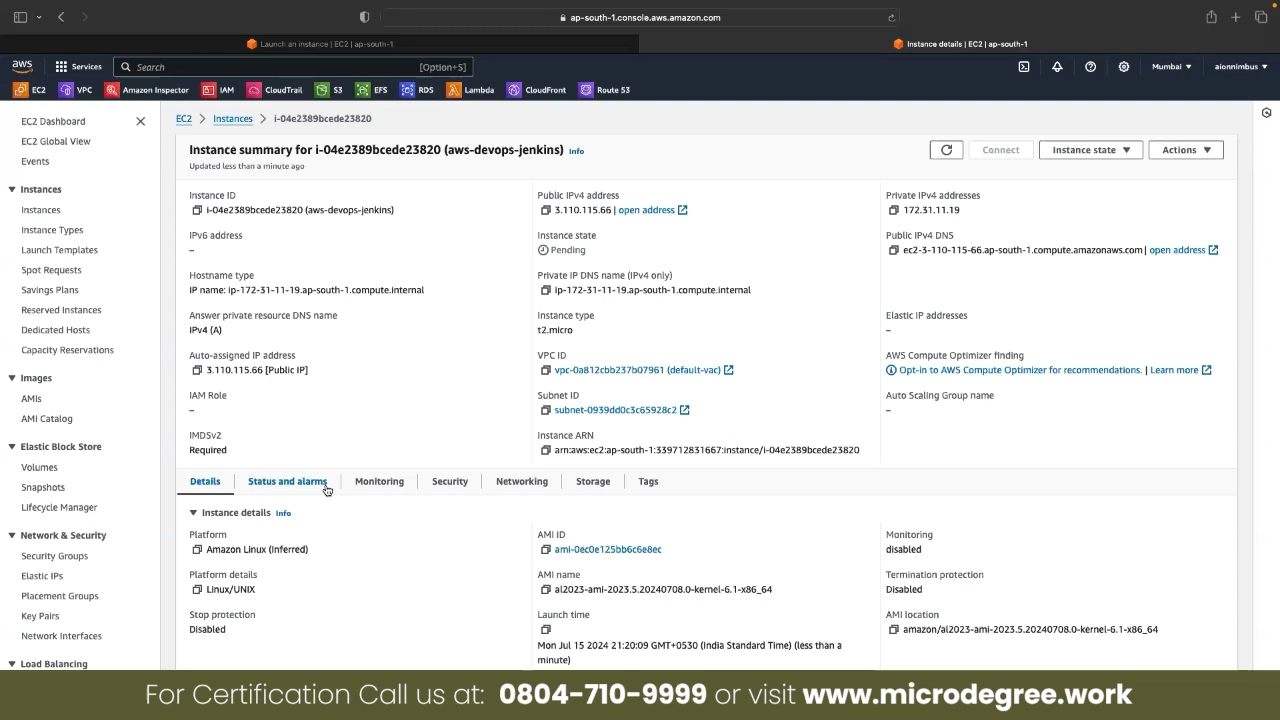 ap-south-1.console.aws.amazon.com
Launch an instance | EC2 | ap-south-1
Instance details | EC2 | ap-south-1
aws
Services
Search
[Option+S]
Mumbai
aionnimbus
EC2
VPC
Amazon Inspector
IAM
CloudTrail
S3
EFS
RDS
Lambda
CloudFront
Route 53
EC2 Dashboard
EC2 Global View
Events
Instances
Instances
Instance Types
Launch Templates
Spot Requests
Savings Plans
Reserved Instances
Dedicated Hosts
Capacity Reservations
Images
AMIs
AMI Catalog
Elastic Block Store
Volumes
Snapshots
Lifecycle Manager
Network & Security
Security Groups
Elastic IPs
Placement Groups
Key Pairs
Network Interfaces
Load Balancing
EC2 > Instances > i-04e2389bcede23820
Instance summary for i-04e2389bcede23820 (aws-devops-jenkins) Info
Updated less than a minute ago
Connect
Instance state
Actions
Instance ID
i-04e2389bcede23820 (aws-devops-jenkins)
Public IPv4 address
3.110.115.66 | open address
Private IPv4 addresses
172.31.11.19
IPv6 address
–
Instance state
Pending
Public IPv4 DNS
ec2-3-110-115-66.ap-south-1.compute.amazonaws.com | open address
Hostname type
IP name: ip-172-31-11-19.ap-south-1.compute.internal
Private IP DNS name (IPv4 only)
ip-172-31-11-19.ap-south-1.compute.internal
Answer private resource DNS name
IPv4 (A)
Instance type
t2.micro
Elastic IP addresses
–
Auto-assigned IP address
3.110.115.66 [Public IP]
VPC ID
vpc-0a812cbb237b07961 (default-vac)
AWS Compute Optimizer finding
Opt-in to AWS Compute Optimizer for recommendations. | Learn more
IAM Role
–
Subnet ID
subnet-0939dd0c3c65928c2
Auto Scaling Group name
–
IMDSv2
Required
Instance ARN
arn:aws:ec2:ap-south-1:339712831667:instance/i-04e2389bcede23820
Details
Status and alarms
Monitoring
Security
Networking
Storage
Tags
Instance details Info
Platform
Amazon Linux (Inferred)
AMI ID
ami-0ec0e125bb6c6e8ec
Monitoring
disabled
Platform details
Linux/UNIX
AMI name
al2023-ami-2023.5.20240708.0-kernel-6.1-x86_64
Termination protection
Disabled
Stop protection
Disabled
Launch time
Mon Jul 15 2024 21:20:09 GMT+0530 (India Standard Time) (less than a
minute)
AMI location
amazon/al2023-ami-2023.5.20240708.0-kernel-6.1-x86_64
For Certification Call us at: 0804-710-9999 or visit www.microdegree.work